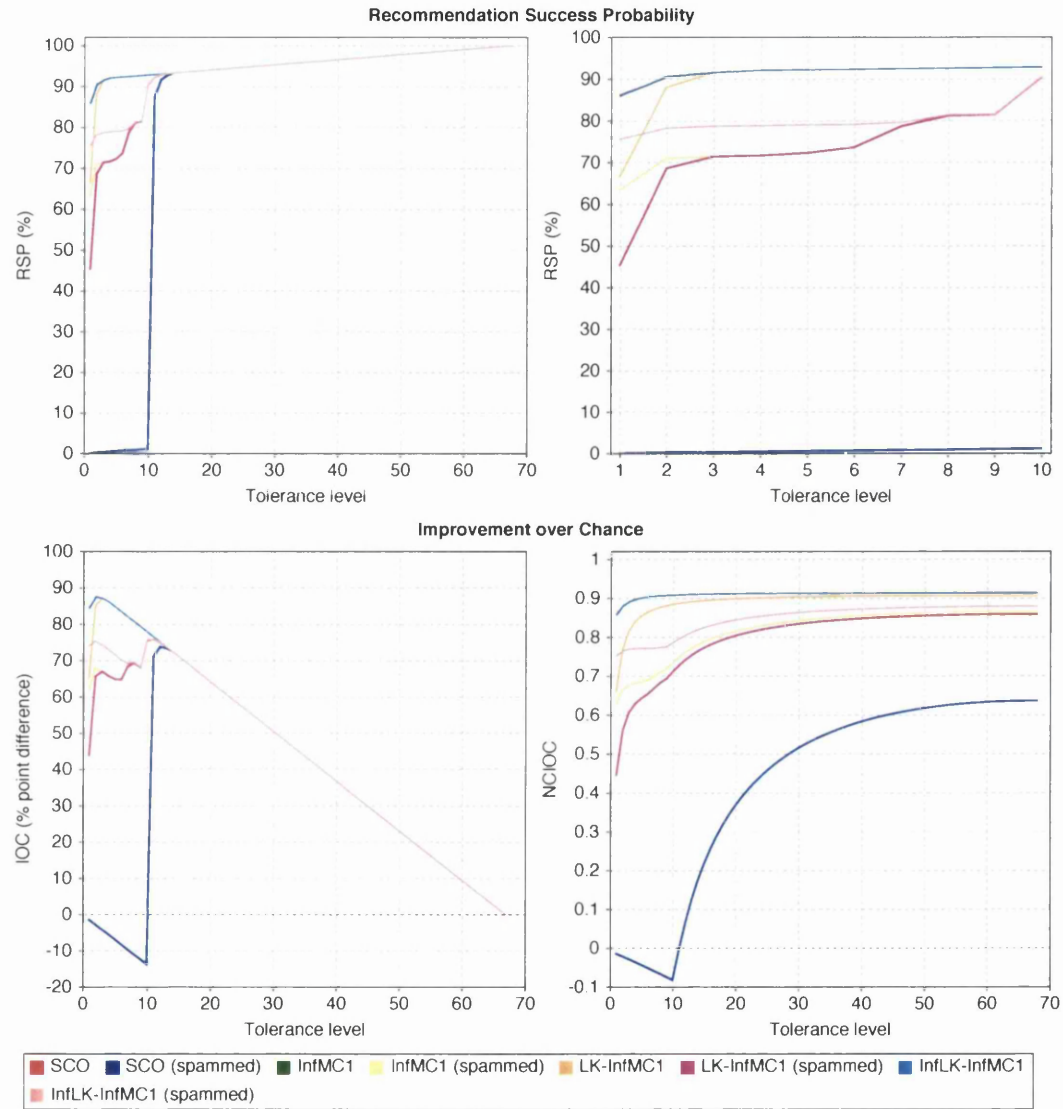 Recommendation Success Probability
100
90
80
70
60
50
40
30
20
10
0
RSP (%)
0 10 20 30 40 50 60 70
Tolerance level
100
90
80
70
60
50
40
30
20
10
0
RSP (%)
1 2 3 4 5 6 7 8 9 10
Tolerance level
Improvement over Chance
100
90
80
70
60
50
40
30
20
10
0
-10
-20
IOC (% point difference)
0 10 20 30 40 50 60 70
Tolerance level
1
0.9
0.8
0.7
0.6
0.5
0.4
0.3
0.2
0.1
0
-0.1
NCIOC
0 10 20 30 40 50 60 70
Tolerance level
SCO SCO (spammed) InfMC1 InfMC1 (spammed) LK-InfMC1 LK-InfMC1 (spammed) InfLK-InfMC1
InfLK-InfMC1 (spammed)